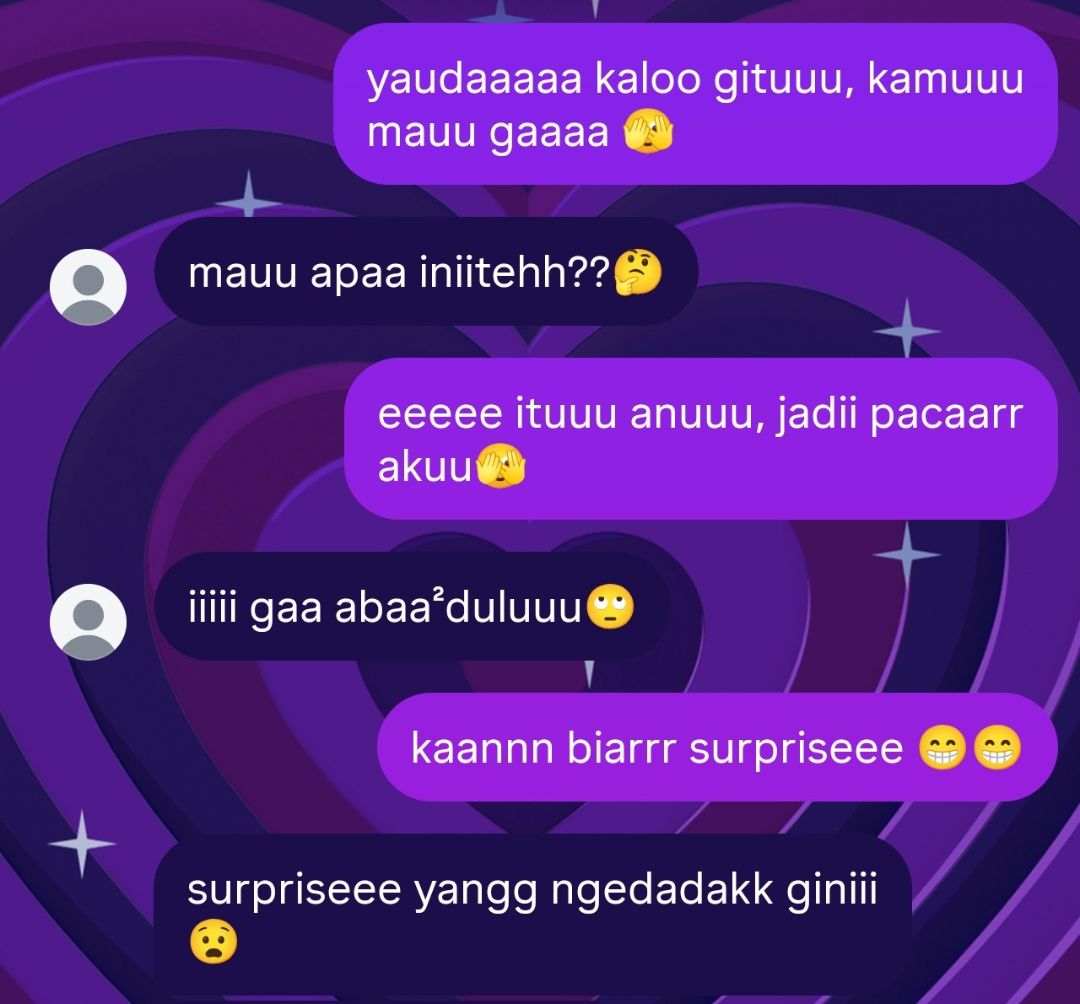 yaudaaaaa kaloo gituuu, kamuuu
mauu gaaaa 🫣
mauu apaa iniitehh??🤔
eeeee ituuu anuuu, jadii pacaarr
akuu🫣
iiiii gaa abaa²duluuu🙄
kaannn biarrr surpriseee 😁😁
surpriseee yangg ngedadakk giniii
😧